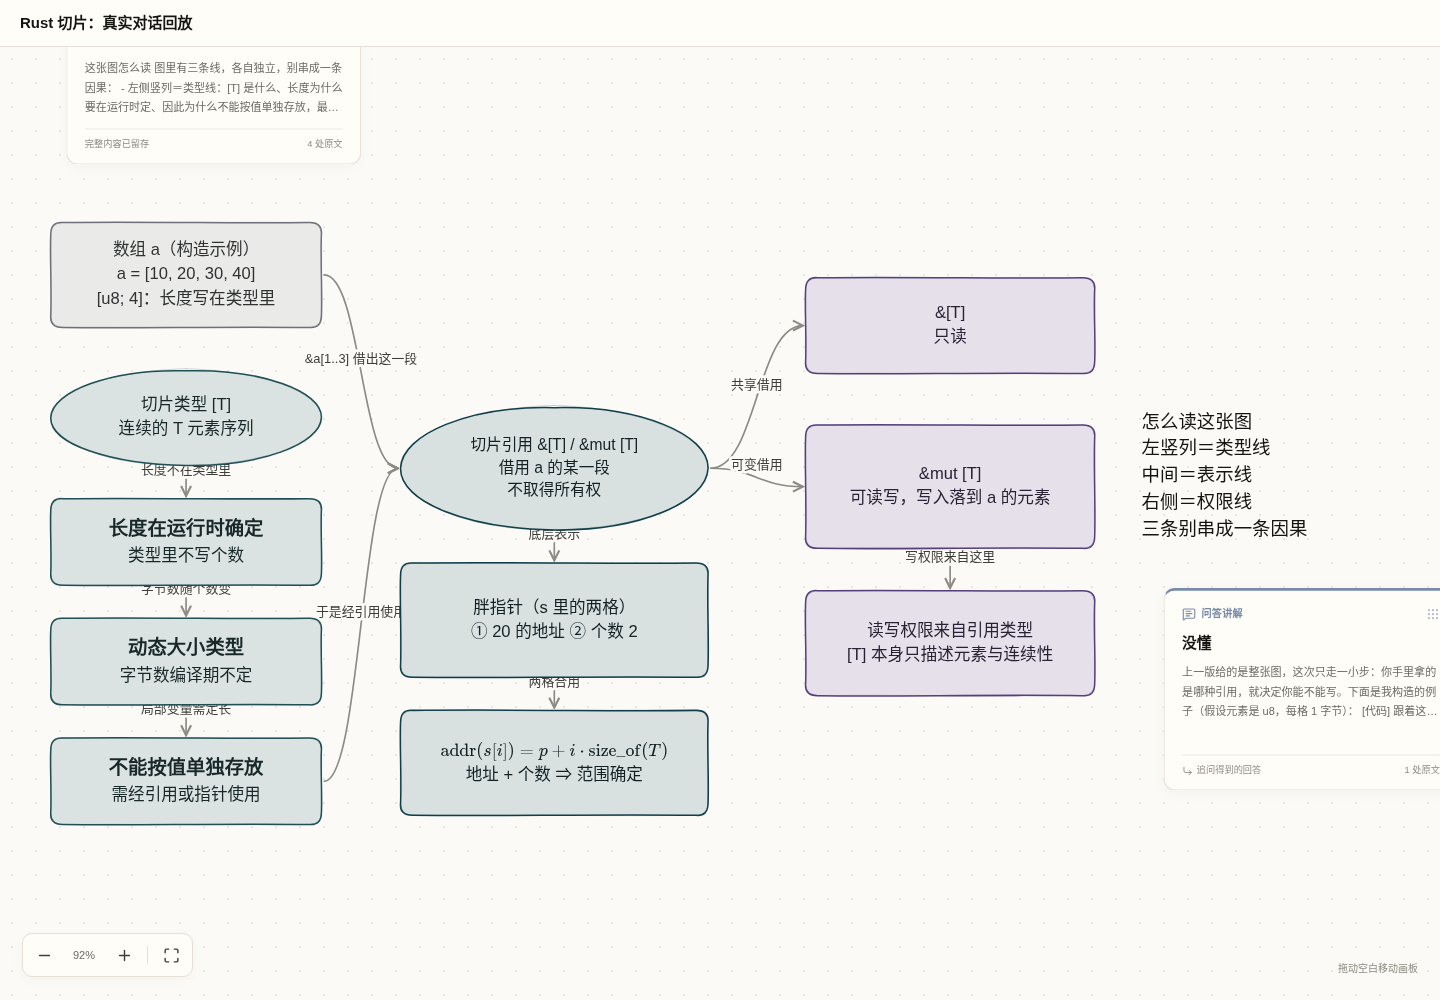 Rust 切片：真实对话回放
这张图怎么读 图里有三条线，各自独立，别串成一条
因果： - 左侧竖列＝类型线：[T] 是什么、长度为什么
要在运行时定、因此为什么不能按值单独存放，最…
完整内容已留存
4 处原文
数组 a（构造示例）
a = [10, 20, 30, 40]
[u8; 4]：长度写在类型里
&a[1..3] 借出这一段
切片类型 [T]
连续的 T 元素序列
长度不在类型里
长度在运行时确定
类型里不写个数
字节数随个数变
动态大小类型
字节数编译期不定
局部变量需定长
不能按值单独存放
需经引用或指针使用
于是经引用使用
切片引用 &[T] / &mut [T]
借用 a 的某一段
不取得所有权
底层表示
胖指针（s 里的两格）
① 20 的地址 ② 个数 2
两格合用
addr(s[i]) = p + i · size_of(T)
地址 + 个数 ⇒ 范围确定
共享借用
&[T]
只读
可变借用
&mut [T]
可读写，写入落到 a 的元素
写权限来自这里
读写权限来自引用类型
[T] 本身只描述元素与连续性
怎么读这张图
左竖列＝类型线
中间＝表示线
右侧＝权限线
三条别串成一条因果
问答讲解
没懂
上一版给的是整张图，这次只走一小步：你手里拿的
是哪种引用，就决定你能不能写。下面是我构造的例
子（假设元素是 u8，每格 1 字节）： [代码] 跟着这…
追问得到的回答
1 处原文
92%
拖动空白移动画板